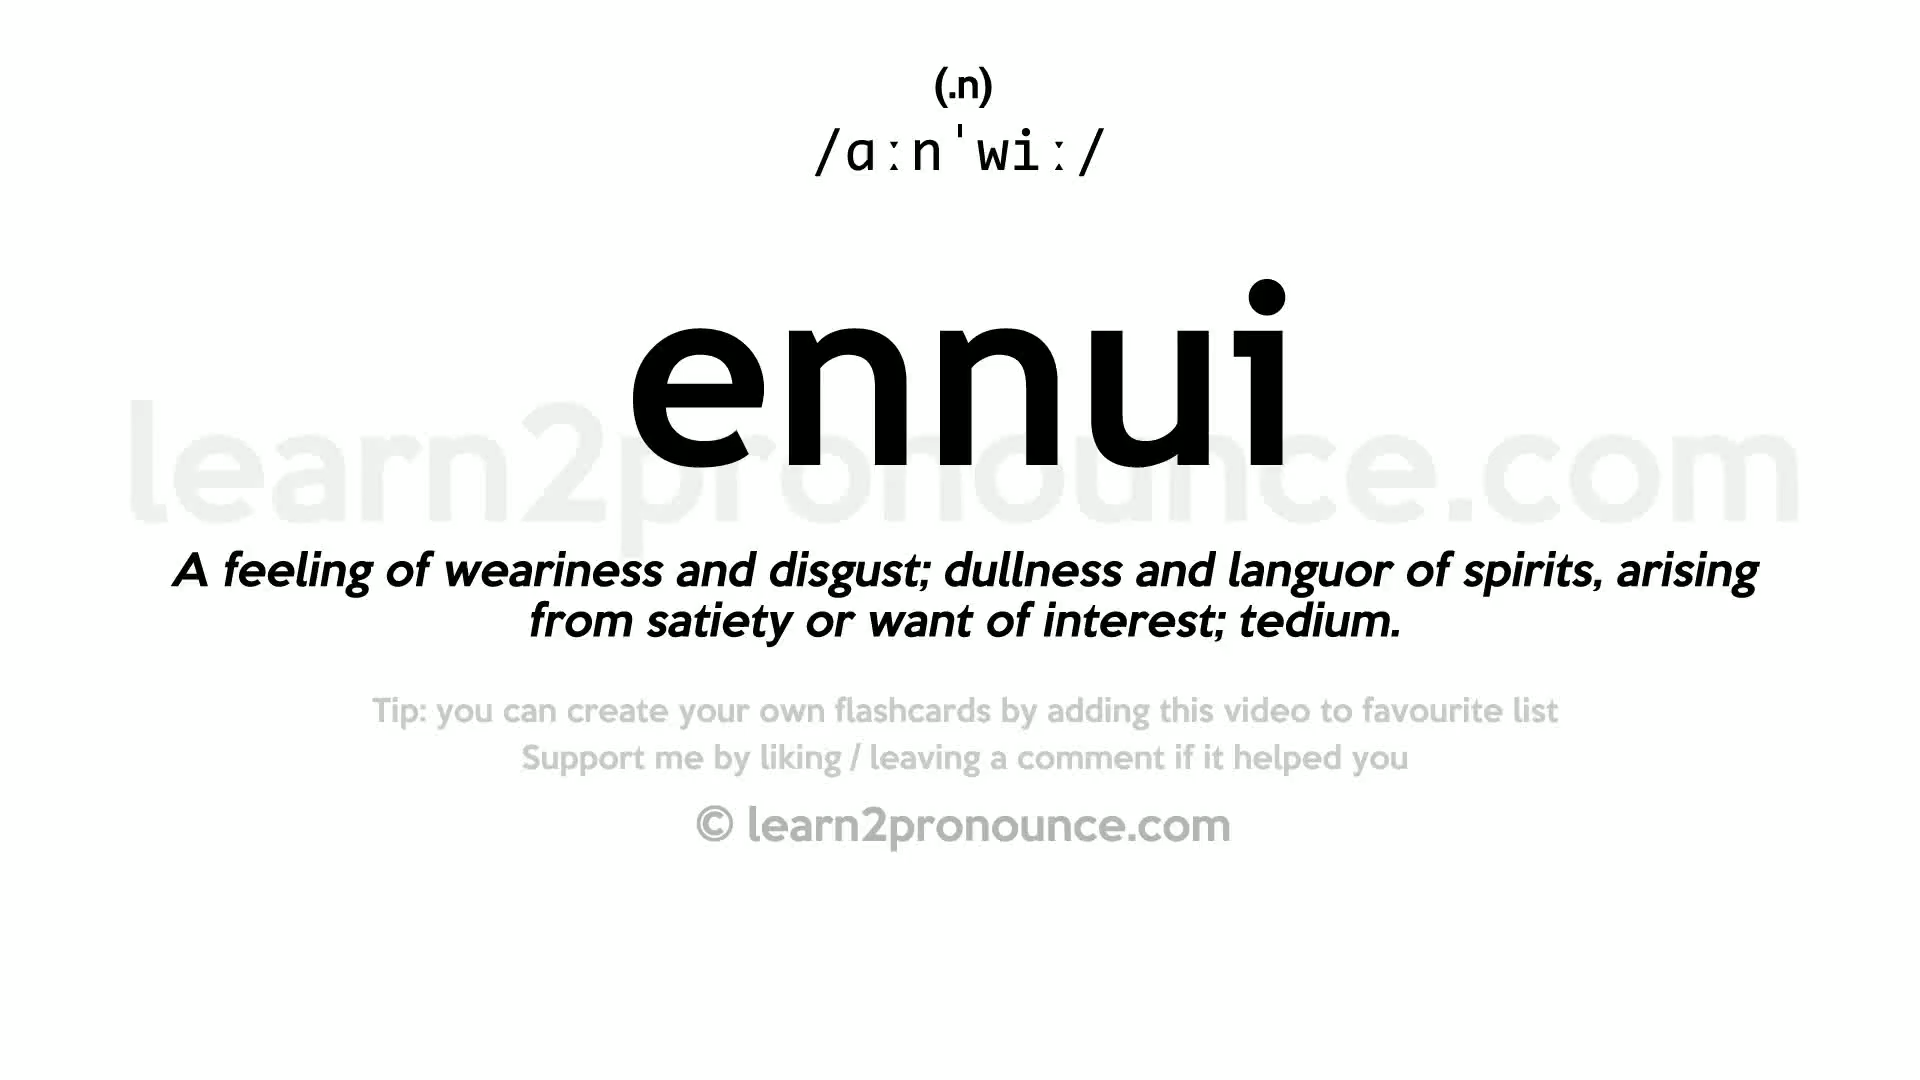 (.n)
/ɑːnˈwiː/
ennui
learn2pronounce.com
A feeling of weariness and disgust; dullness and languor of spirits, arising
from satiety or want of interest; tedium.
Tip: you can create your own flashcards by adding this video to favourite list
Support me by liking / leaving a comment if it helped you
© learn2pronounce.com